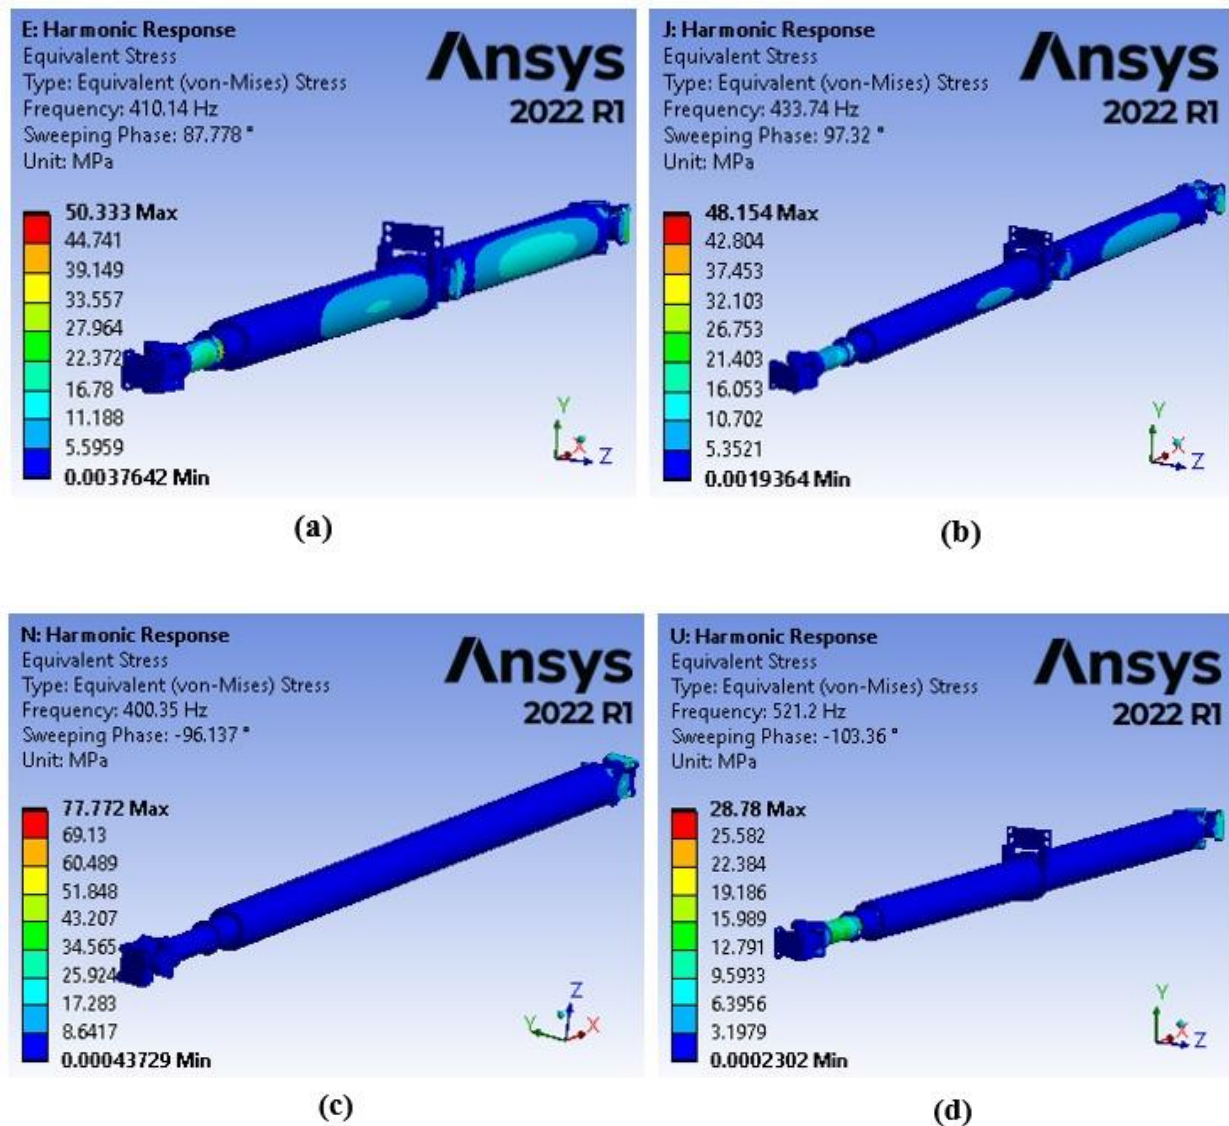 E: Harmonic Response
Equivalent Stress
Type: Equivalent (von-Mises) Stress
Frequency: 410.14 Hz
Sweeping Phase: 87.778 °
Unit: MPa
Ansys
2022 R1
50.333 Max
44.741
39.149
33.557
27.964
22.372
16.78
11.188
5.5959
0.0037642 Min
Y
X
Z
(a)
J: Harmonic Response
Equivalent Stress
Type: Equivalent (von-Mises) Stress
Frequency: 433.74 Hz
Sweeping Phase: 97.32 °
Unit: MPa
Ansys
2022 R1
48.154 Max
42.804
37.453
32.103
26.753
21.403
16.053
10.702
5.3521
0.0019364 Min
Y
X
Z
(b)
N: Harmonic Response
Equivalent Stress
Type: Equivalent (von-Mises) Stress
Frequency: 400.35 Hz
Sweeping Phase: -96.137 °
Unit: MPa
Ansys
2022 R1
77.772 Max
69.13
60.489
51.848
43.207
34.565
25.924
17.283
8.6417
0.00043729 Min
Z
Y
X
(c)
U: Harmonic Response
Equivalent Stress
Type: Equivalent (von-Mises) Stress
Frequency: 521.2 Hz
Sweeping Phase: -103.36 °
Unit: MPa
Ansys
2022 R1
28.78 Max
25.582
22.384
19.186
15.989
12.791
9.5933
6.3956
3.1979
0.0002302 Min
Y
X
Z
(d)